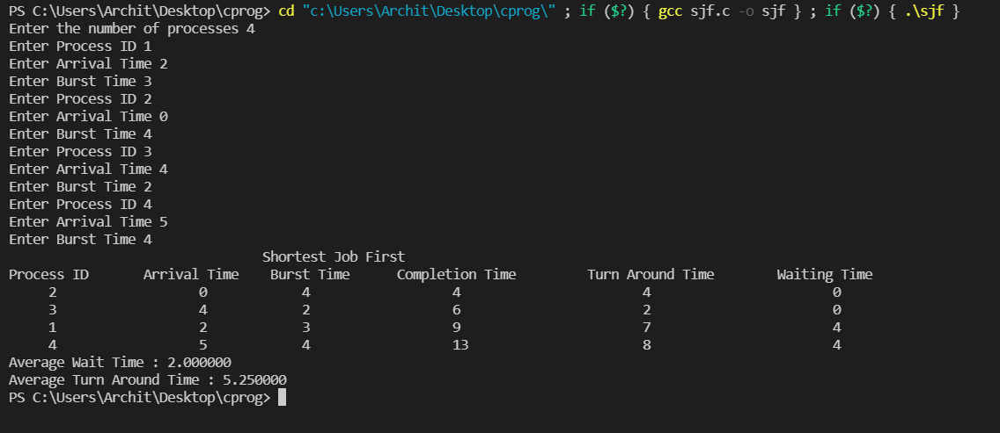 PS C:\Users\Archit\Desktop\cprog> cd "c:\Users\Archit\Desktop\cprog\" ; if ($?) { gcc sjf.c -o sjf } ; if ($?) { .\sjf }
Enter the number of processes 4
Enter Process ID 1
Enter Arrival Time 2
Enter Burst Time 3
Enter Process ID 2
Enter Arrival Time 0
Enter Burst Time 4
Enter Process ID 3
Enter Arrival Time 4
Enter Burst Time 2
Enter Process ID 4
Enter Arrival Time 5
Enter Burst Time 4
Shortest Job First
Process ID Arrival Time Burst Time Completion Time Turn Around Time Waiting Time
2 0 4 4 4 0
3 4 2 6 2 0
1 2 3 9 7 4
4 5 4 13 8 4
Average Wait Time : 2.000000
Average Turn Around Time : 5.250000
PS C:\Users\Archit\Desktop\cprog>